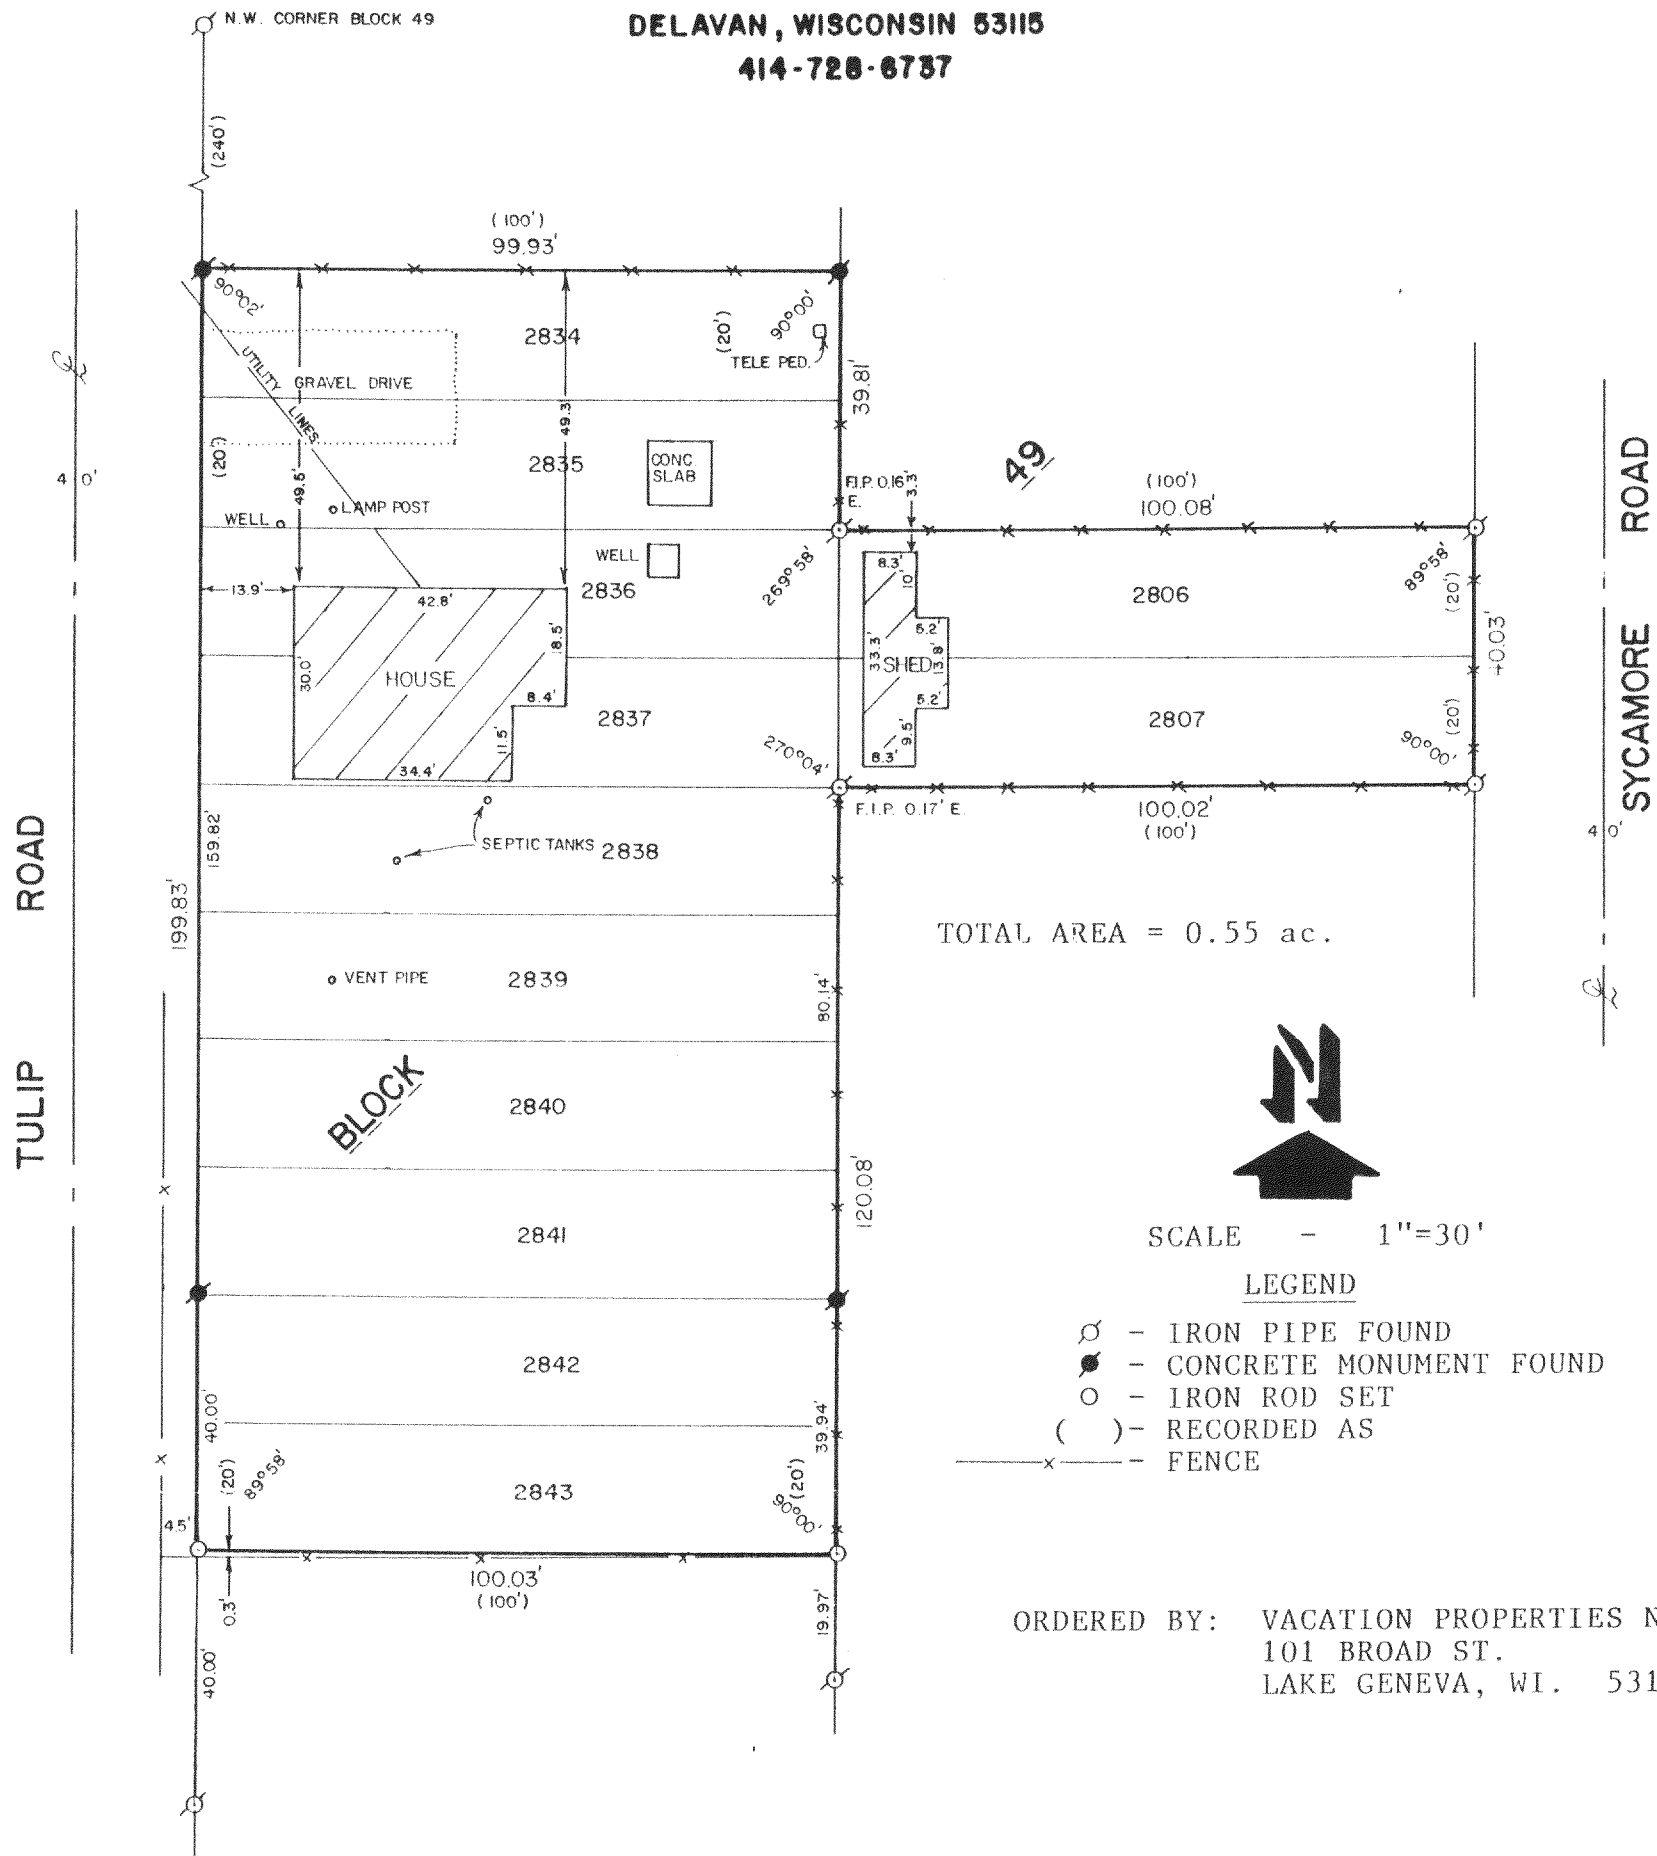 N.W. CORNER BLOCK 49
DELAVAN, WISCONSIN 53115
414-728-6737
(240')
(100')
99.93'
90°02'
2834
(20')
90°00'
TELE PED.
UTILITY LINES
GRAVEL DRIVE
39.81'
49.3'
49.5'
(20')
2835
CONC
SLAB
LAMP POST
WELL
WELL
F.I.P. 0.16'
E.
3.3'
49
(100')
100.08'
40'
ROAD
SYCAMORE
269°58'
89°58'
13.9'
42.8'
2836
8.3'
10'
2806
(20')
18.5'
5.2'
30.0'
HOUSE
33.3'
SHED
13.8'
40.03'
8.4'
2837
5.2'
2807
(20')
11.5'
9.5'
270°04'
90°00'
34.4'
8.3'
F.I.P. 0.17' E.
100.02'
(100')
40'
159.82'
SEPTIC TANKS
2838
199.83'
ROAD
TULIP
TOTAL AREA = 0.55 ac.
VENT PIPE
2839
80.14'
BLOCK
2840
120.08'
2841
SCALE - 1"=30'
LEGEND
- IRON PIPE FOUND
- CONCRETE MONUMENT FOUND
- IRON ROD SET
( )- RECORDED AS
x - FENCE
2842
40.00'
39.94'
(20')
89°58'
2843
(20')
90°00'
4.5'
100.03'
(100')
0.3'
19.97'
40.00'
ORDERED BY: VACATION PROPERTIES N
101 BROAD ST.
LAKE GENEVA, WI. 531